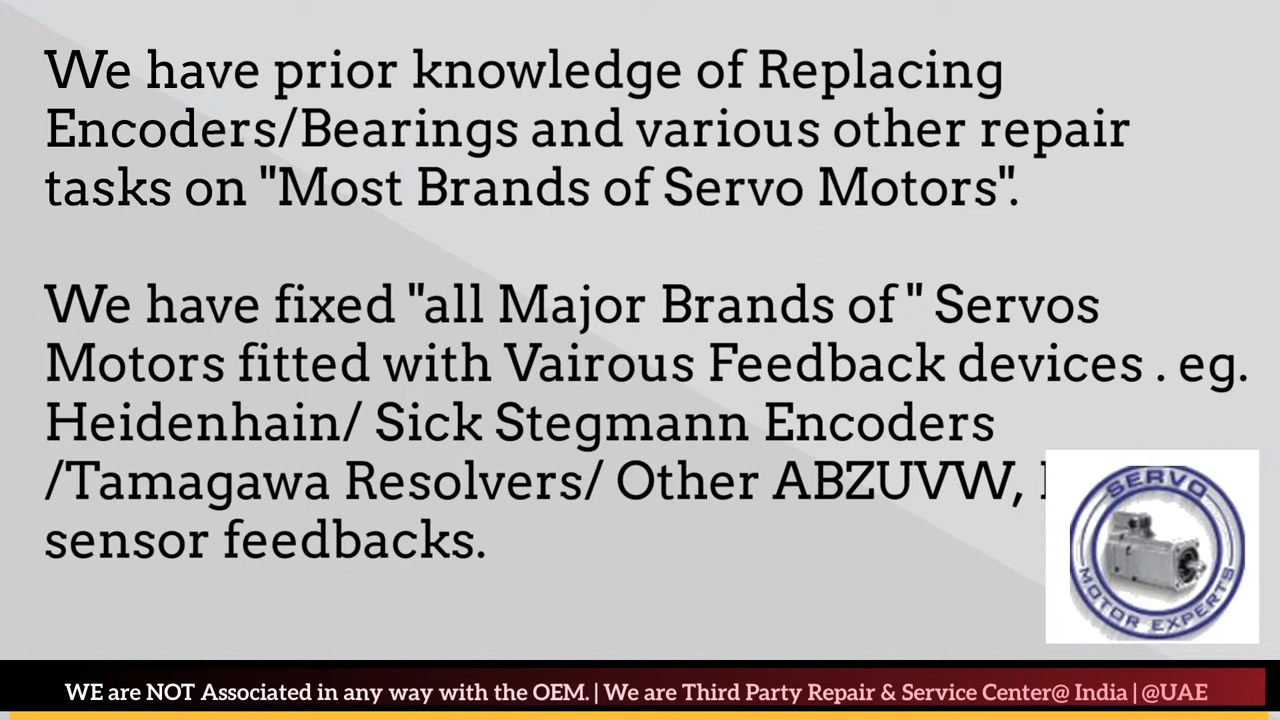 We have prior knowledge of Replacing
Encoders/Bearings and various other repair
tasks on "Most Brands of Servo Motors".
We have fixed "all Major Brands of " Servos
Motors fitted with Vairous Feedback devices . eg.
Heidenhain/ Sick Stegmann Encoders
/Tamagawa Resolvers/ Other ABZUVW,
sensor feedbacks.
SERVO
MOTOR EXPERTS
WE are NOT Associated in any way with the OEM. | We are Third Party Repair & Service Center@ India | @UAE